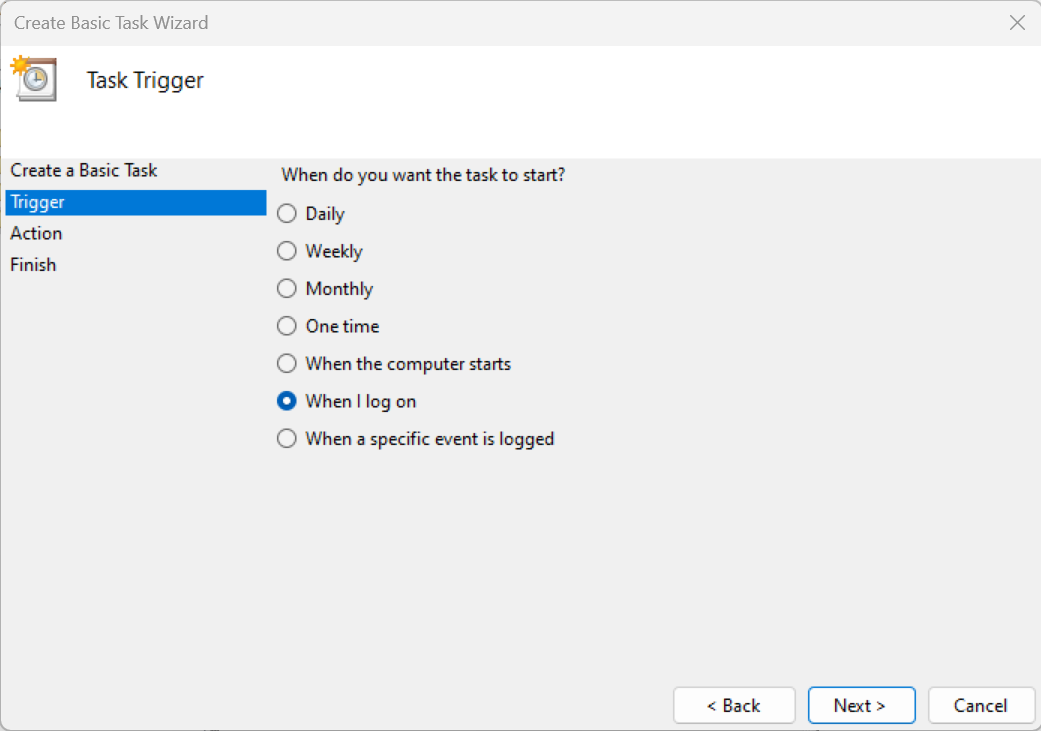 Create Basic Task Wizard
Task Trigger
Create a Basic Task
Trigger
Action
Finish
When do you want the task to start?
Daily
Weekly
Monthly
One time
When the computer starts
When I log on
When a specific event is logged
< Back
Next >
Cancel